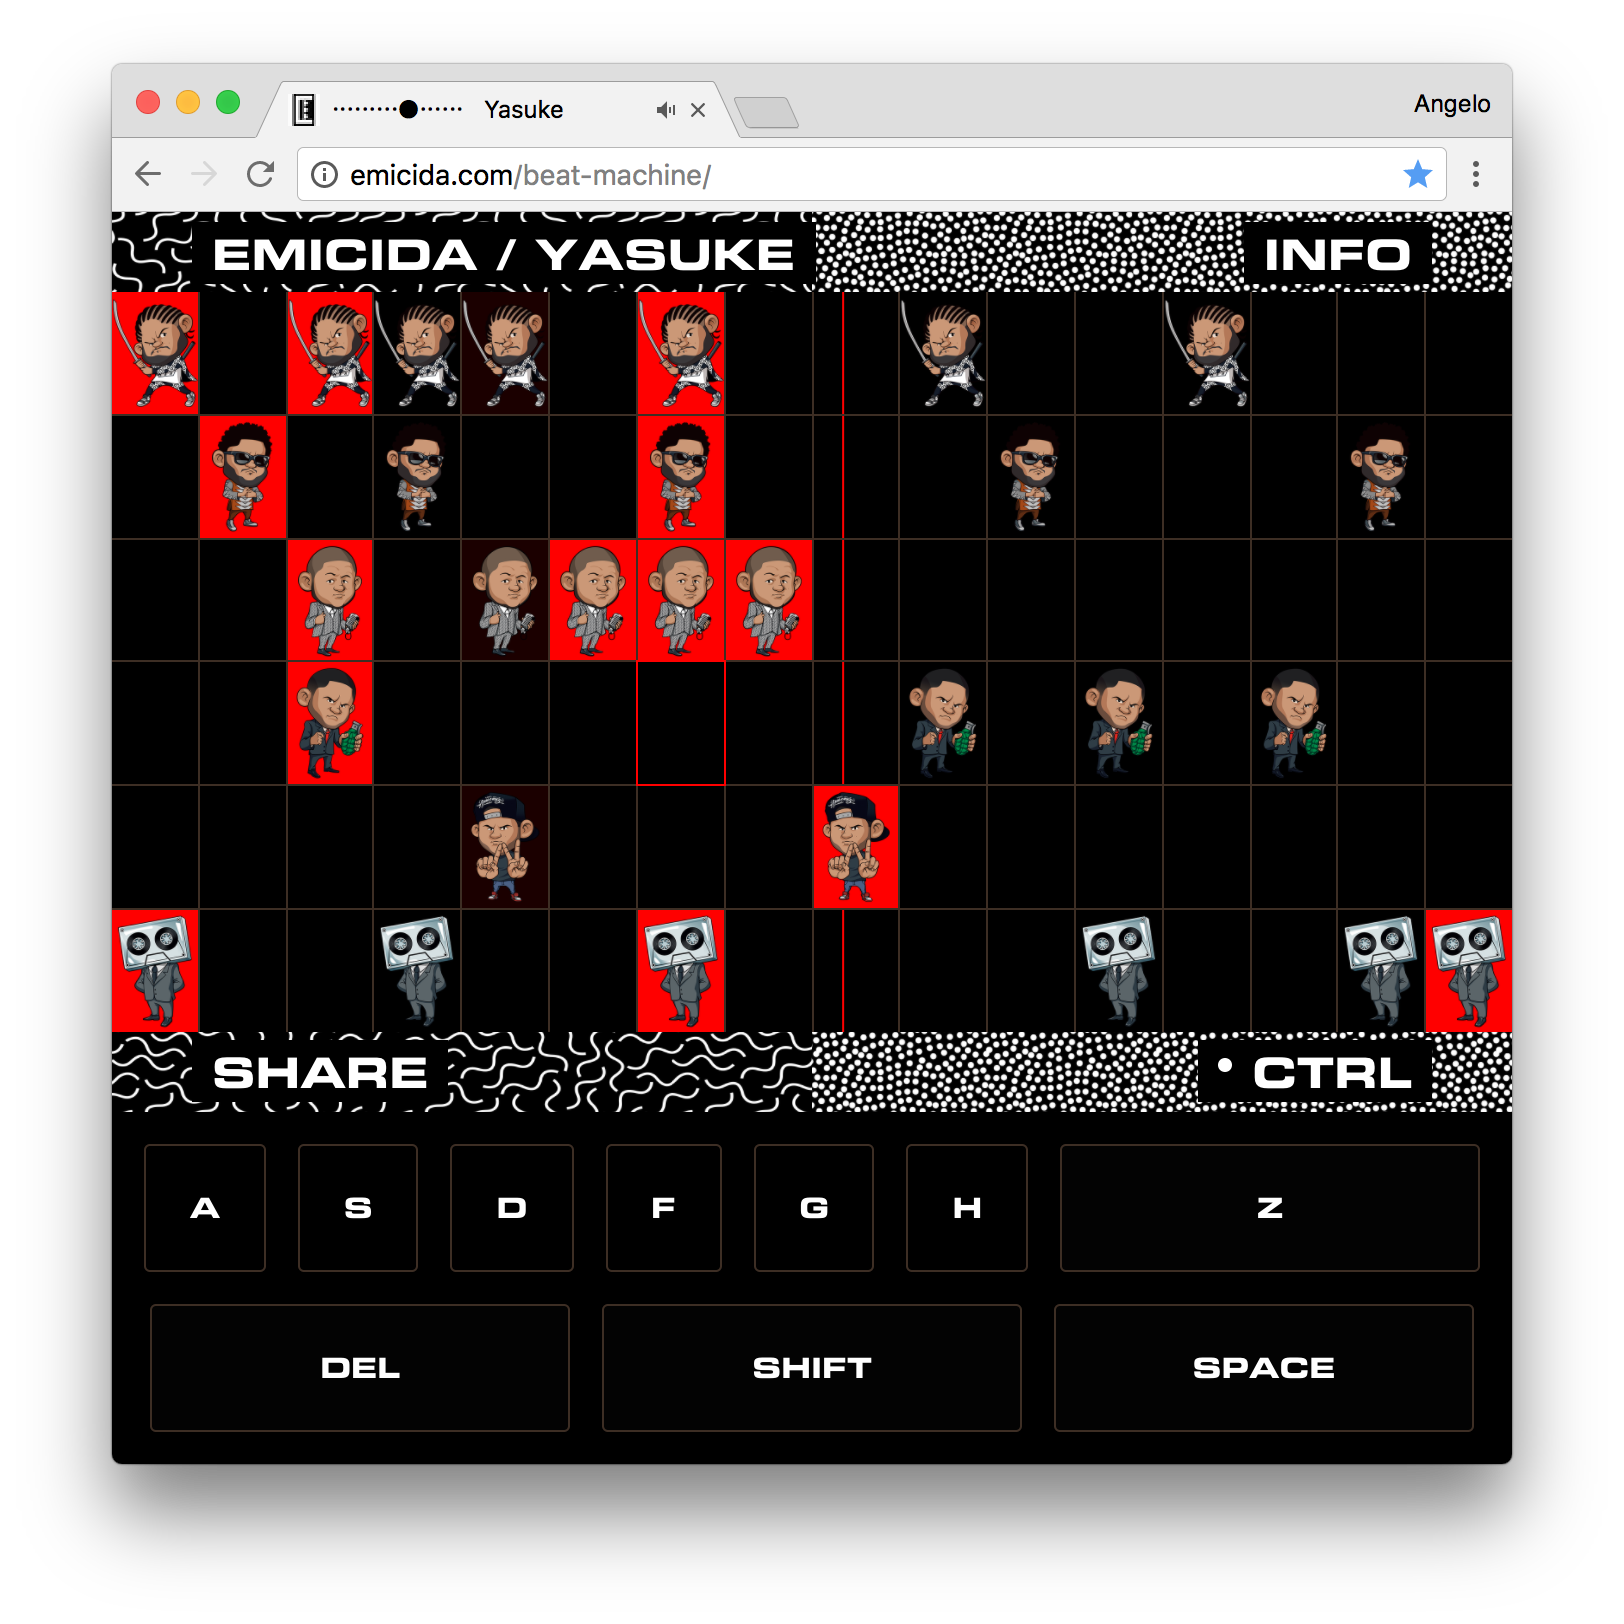 Yasuke
Angelo
emicida.com/beat-machine/
EMICIDA / YASUKE
INFO
SHARE
• CTRL
A S D F G H Z
DEL SHIFT SPACE